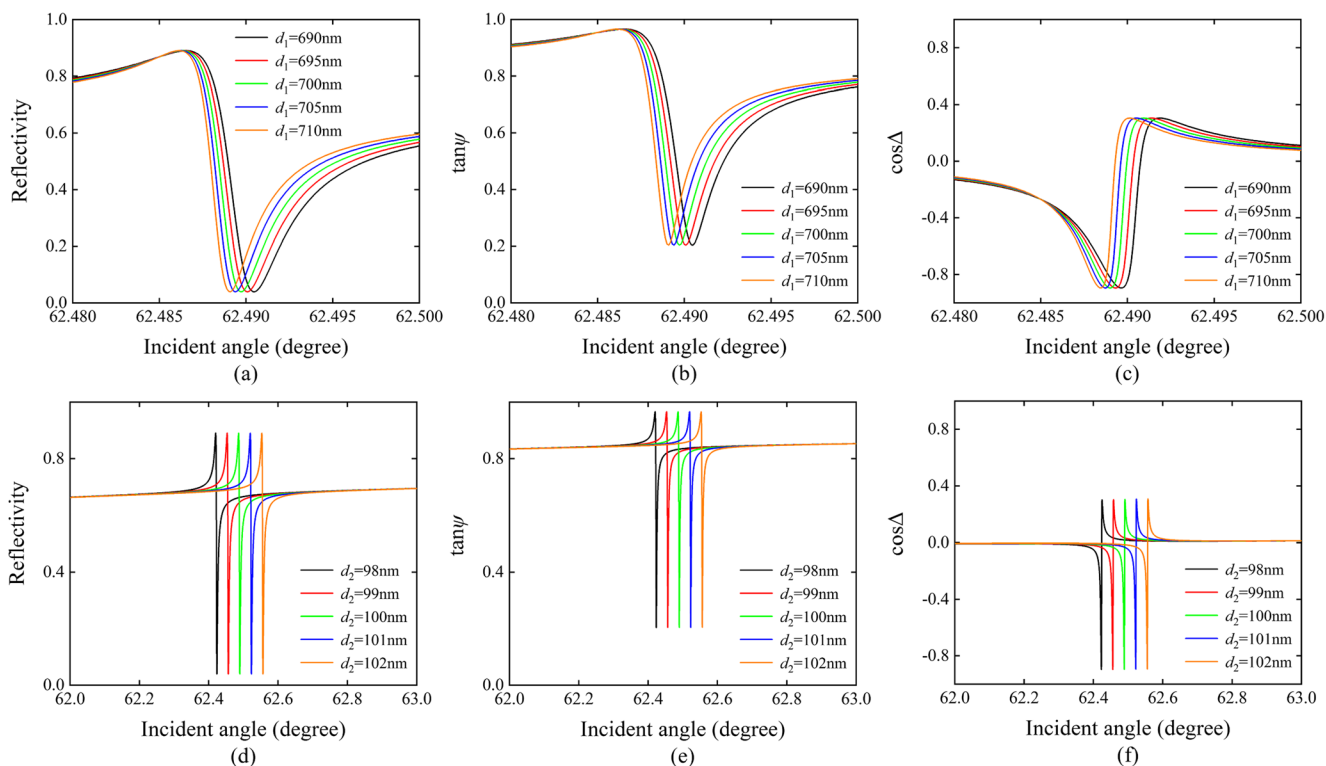 1.0
0.8
0.6
0.4
0.2
0.0
Reflectivity
d₁=690nm
d₁=695nm
d₁=700nm
d₁=705nm
d₁=710nm
62.480 62.485 62.490 62.495 62.500
Incident angle (degree)
(a)
1.0
0.8
0.6
0.4
0.2
0.0
tanψ
d₁=690nm
d₁=695nm
d₁=700nm
d₁=705nm
d₁=710nm
62.480 62.485 62.490 62.495 62.500
Incident angle (degree)
(b)
0.8
0.4
0.0
-0.4
-0.8
cosΔ
d₁=690nm
d₁=695nm
d₁=700nm
d₁=705nm
d₁=710nm
62.480 62.485 62.490 62.495 62.500
Incident angle (degree)
(c)
0.8
0.4
0.0
Reflectivity
d₂=98nm
d₂=99nm
d₂=100nm
d₂=101nm
d₂=102nm
62.0 62.2 62.4 62.6 62.8 63.0
Incident angle (degree)
(d)
0.8
0.4
0.0
tanψ
d₂=98nm
d₂=99nm
d₂=100nm
d₂=101nm
d₂=102nm
62.0 62.2 62.4 62.6 62.8 63.0
Incident angle (degree)
(e)
0.8
0.4
0.0
-0.4
-0.8
cosΔ
d₂=98nm
d₂=99nm
d₂=100nm
d₂=101nm
d₂=102nm
62.0 62.2 62.4 62.6 62.8 63.0
Incident angle (degree)
(f)